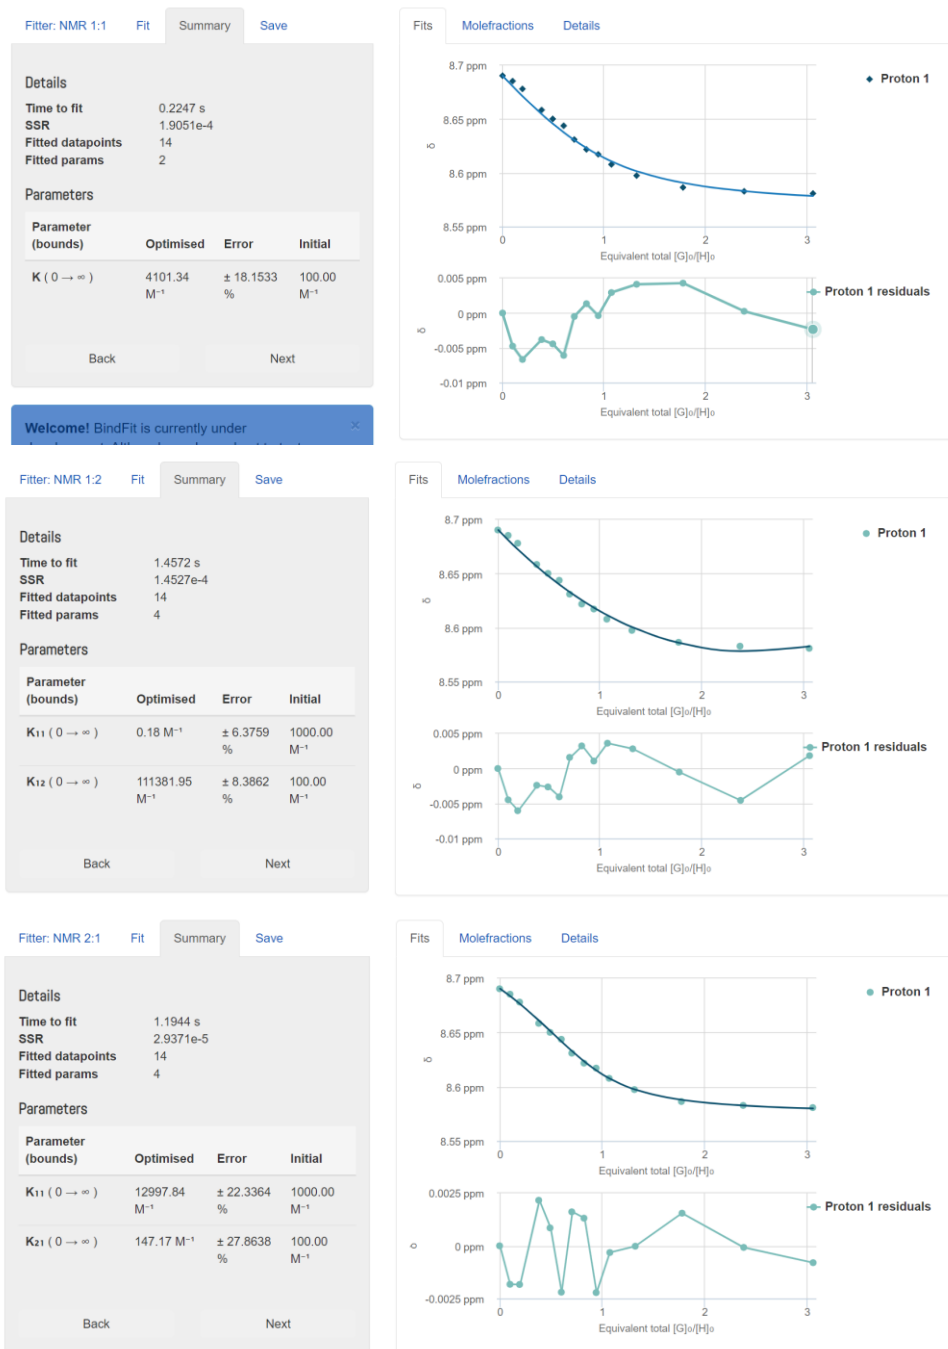 Fitter: NMR 1:1 Fit Summary Save
Details
Time to fit 0.2247 s
SSR 1.9051e-4
Fitted datapoints 14
Fitted params 2
Parameters
Parameter
(bounds) Optimised Error Initial
K ( 0 → ∞ ) 4101.34 ± 18.1533 100.00
M⁻¹ % M⁻¹
Back Next
Welcome! BindFit is currently under ×
Fits Molefractions Details
8.7 ppm
8.65 ppm
δ
8.6 ppm
8.55 ppm
0 1 2 3
Equivalent total [G]₀/[H]₀
Proton 1
0.005 ppm
0 ppm
δ
-0.005 ppm
-0.01 ppm
0 1 2 3
Equivalent total [G]₀/[H]₀
Proton 1 residuals
Fitter: NMR 1:2 Fit Summary Save
Details
Time to fit 1.4572 s
SSR 1.4527e-4
Fitted datapoints 14
Fitted params 4
Parameters
Parameter
(bounds) Optimised Error Initial
K₁₁ ( 0 → ∞ ) 0.18 M⁻¹ ± 6.3759 1000.00
% M⁻¹
K₁₂ ( 0 → ∞ ) 111381.95 ± 8.3862 100.00
M⁻¹ % M⁻¹
Back Next
Fits Molefractions Details
8.7 ppm
8.65 ppm
δ
8.6 ppm
8.55 ppm
0 1 2 3
Equivalent total [G]₀/[H]₀
Proton 1
0.005 ppm
0 ppm
δ
-0.005 ppm
-0.01 ppm
0 1 2 3
Equivalent total [G]₀/[H]₀
Proton 1 residuals
Fitter: NMR 2:1 Fit Summary Save
Details
Time to fit 1.1944 s
SSR 2.9371e-5
Fitted datapoints 14
Fitted params 4
Parameters
Parameter
(bounds) Optimised Error Initial
K₁₁ ( 0 → ∞ ) 12997.84 ± 22.3364 1000.00
M⁻¹ % M⁻¹
K₂₁ ( 0 → ∞ ) 147.17 M⁻¹ ± 27.8638 100.00
% M⁻¹
Back Next
Fits Molefractions Details
8.7 ppm
8.65 ppm
δ
8.6 ppm
8.55 ppm
0 1 2 3
Equivalent total [G]₀/[H]₀
Proton 1
0.0025 ppm
δ
0 ppm
-0.0025 ppm
0 1 2 3
Equivalent total [G]₀/[H]₀
Proton 1 residuals